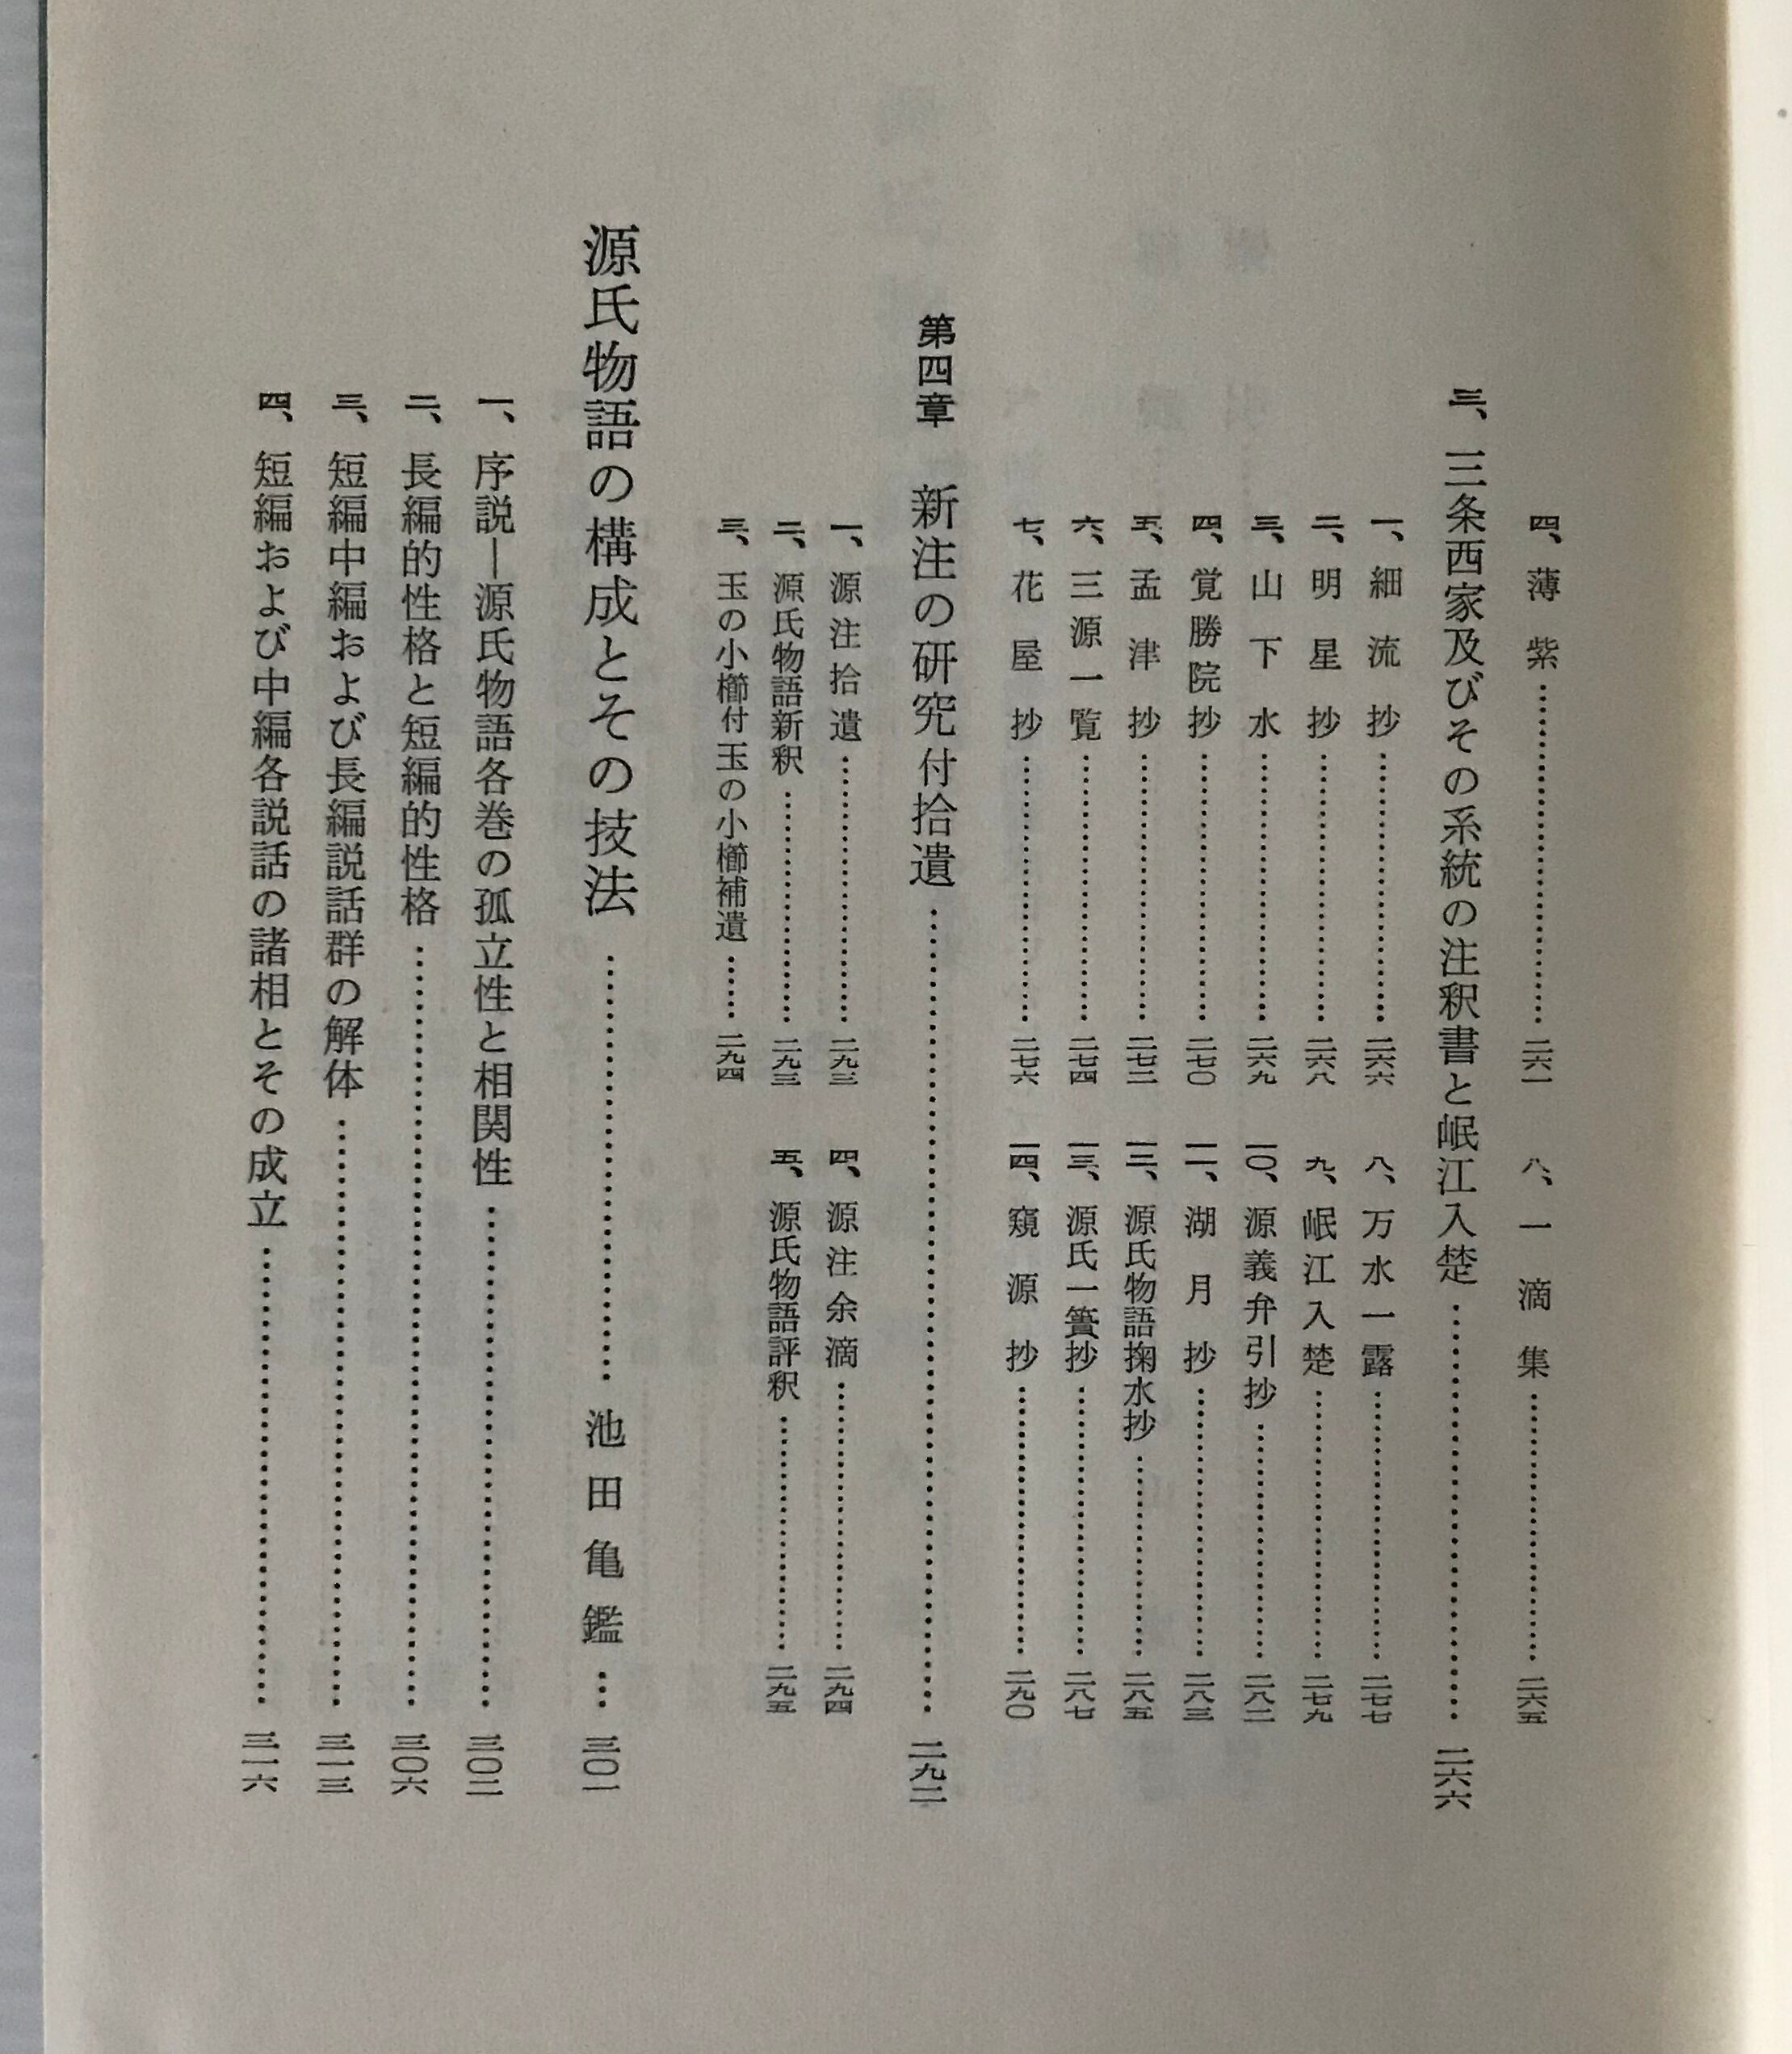 四、薄紫……………………二六一
八、一滴集……………………二六五
三、三条西家及びその系統の注釈書と岷江入楚……………………二六六
一、細流抄……………………二六六
二、明星抄……………………二六八
三、山下水……………………二六九
四、覚勝院抄……………………二七〇
五、孟津抄……………………二七二
六、三源一覧……………………二七四
七、花屋抄……………………二七六
八、万水一露……………………二七七
九、岷江入楚……………………二七九
一〇、源義弁引抄……………………二八二
一一、湖月抄……………………二八三
一二、源氏物語掬水抄……………………二八五
一三、源氏一簣抄……………………二八七
一四、窺源抄……………………二九〇
第四章　新注の研究付拾遺……………………二九二
一、源注拾遺……………………二九三
二、源氏物語新釈……………………二九三
三、玉の小櫛付玉の小櫛補遺……二九四
四、源注余滴……………………二九四
五、源氏物語評釈……………………二九五
源氏物語の構成とその技法……………………池田亀鑑…三〇一
一、序説―源氏物語各巻の孤立性と相関性……………………三〇二
二、長編的性格と短編的性格……………………三〇六
三、短編中編および長編説話群の解体……………………三一三
四、短編および中編各説話の諸相とその成立……………………三一六